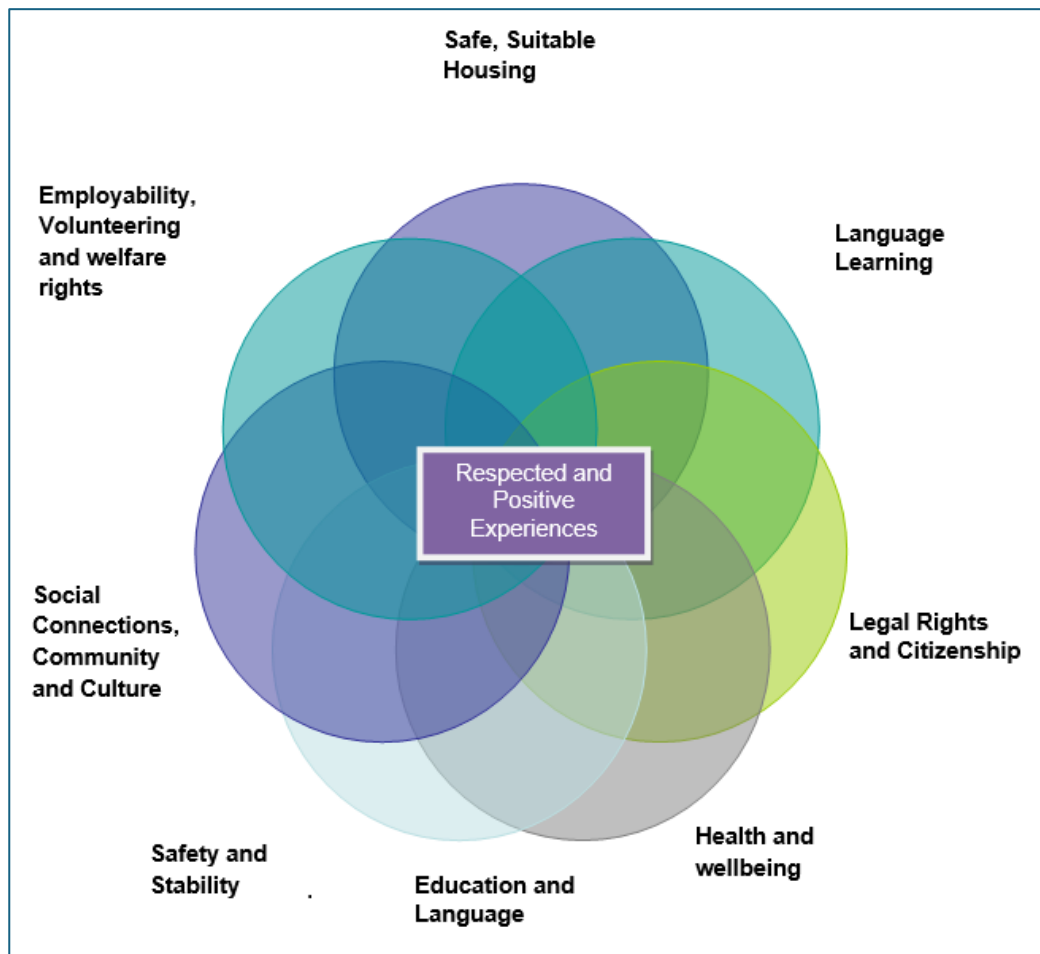 Safe, Suitable
Housing
Employability,
Volunteering
and welfare
rights
Language
Learning
Respected and
Positive
Experiences
Social
Connections,
Community
and Culture
Legal Rights
and Citizenship
Safety and
Stability
.
Education and
Language
Health and
wellbeing